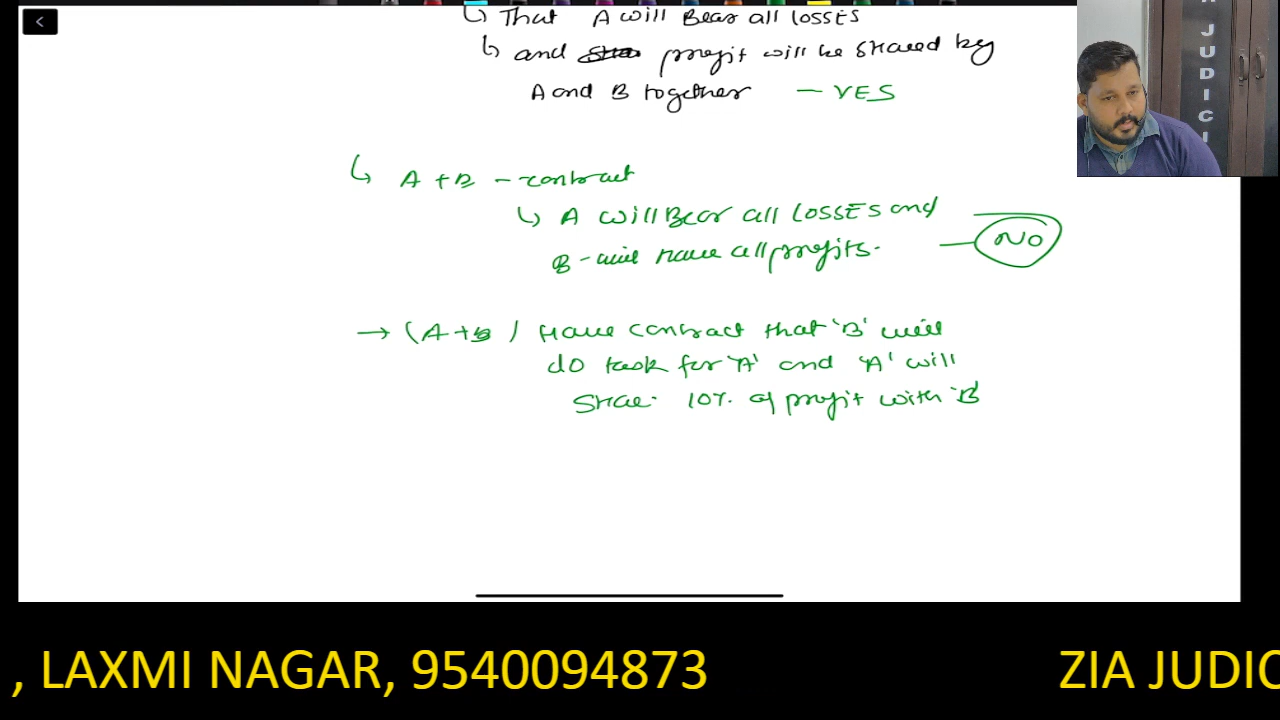 ↳ That A will Bear all losses
↳ and profit will be shared by
A and B together — YES
↳ A + B - contract
↳ A will Bear all losses and
B - will have all profits.
— NO
→ (A+B) Have contract that 'B' will
do task for 'A' and 'A' will
Share 10% of profit with 'B'
JUDICI
, LAXMI NAGAR, 9540094873
ZIA JUDIC